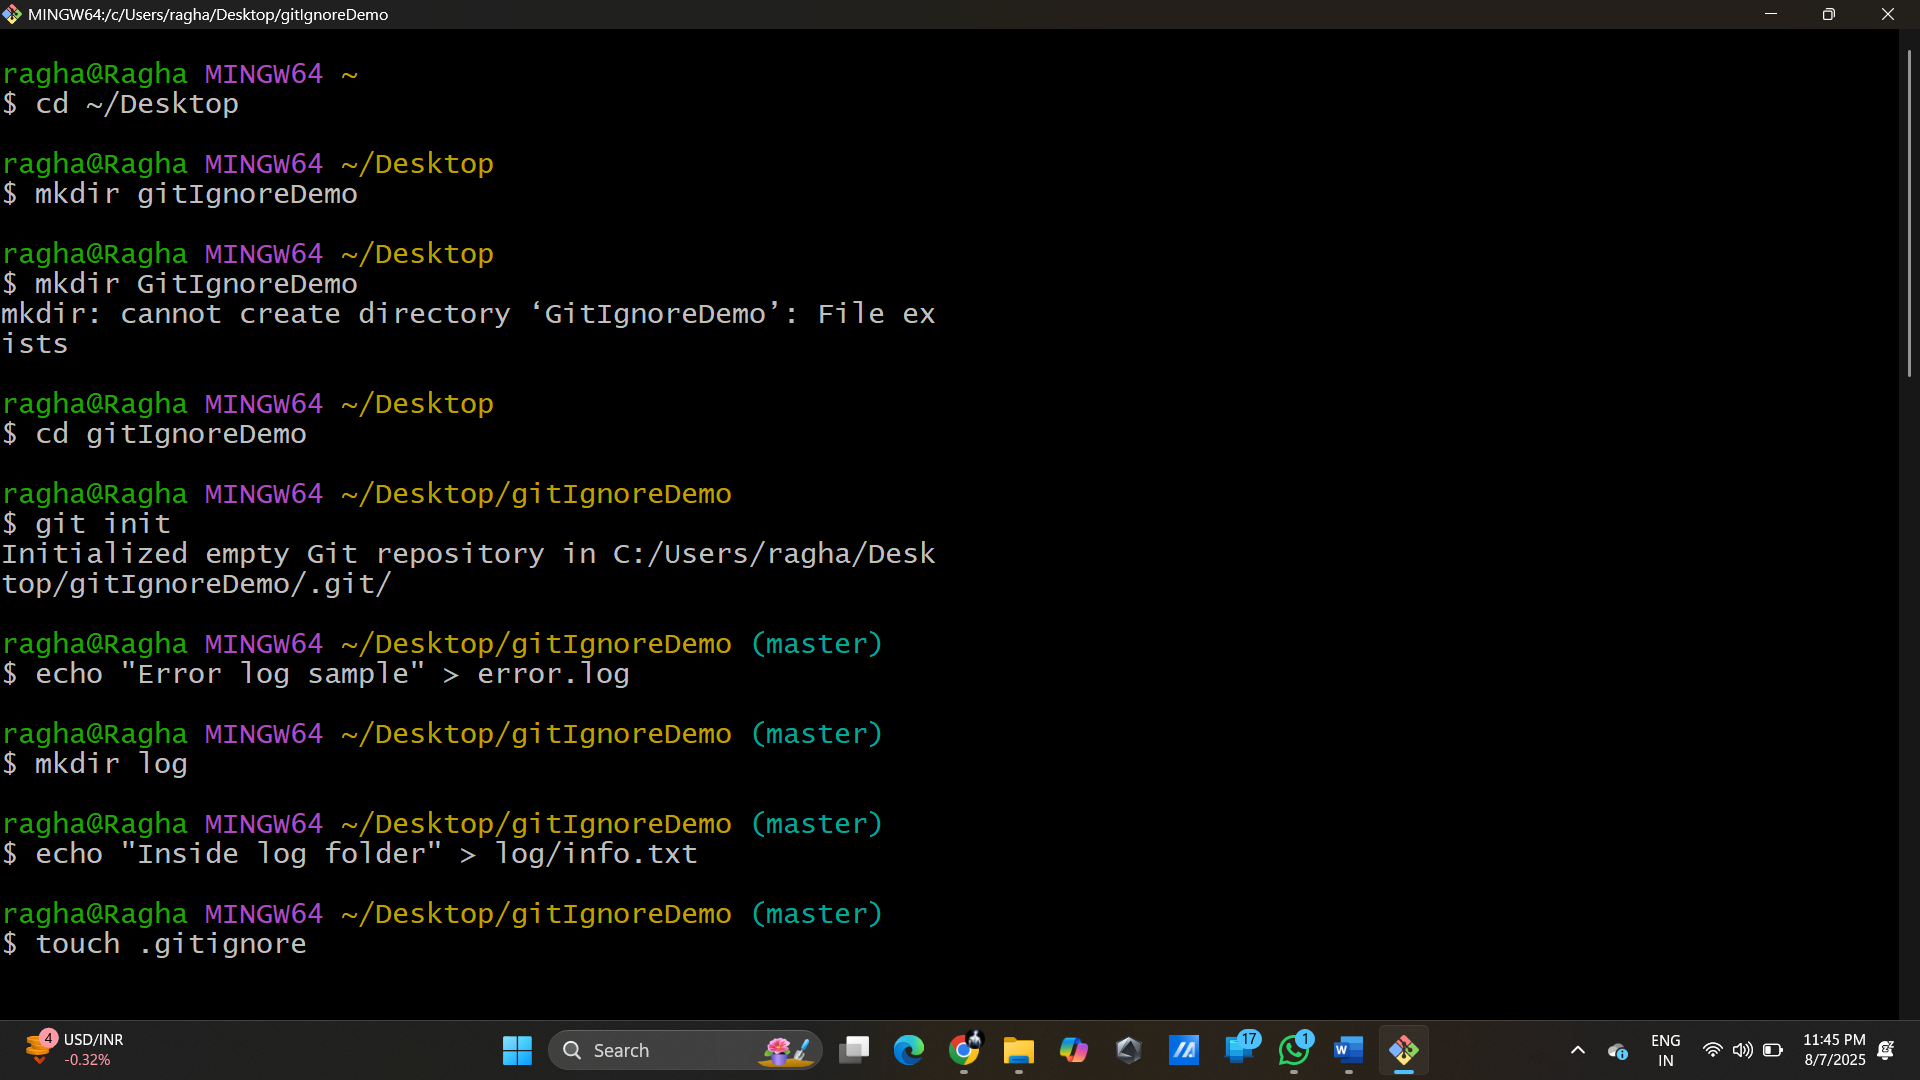 MINGW64:/c/Users/ragha/Desktop/gitIgnoreDemo
ragha@Ragha MINGW64 ~
$ cd ~/Desktop
ragha@Ragha MINGW64 ~/Desktop
$ mkdir gitIgnoreDemo
ragha@Ragha MINGW64 ~/Desktop
$ mkdir GitIgnoreDemo
mkdir: cannot create directory ‘GitIgnoreDemo’: File ex
ists
ragha@Ragha MINGW64 ~/Desktop
$ cd gitIgnoreDemo
ragha@Ragha MINGW64 ~/Desktop/gitIgnoreDemo
$ git init
Initialized empty Git repository in C:/Users/ragha/Desk
top/gitIgnoreDemo/.git/
ragha@Ragha MINGW64 ~/Desktop/gitIgnoreDemo (master)
$ echo "Error log sample" > error.log
ragha@Ragha MINGW64 ~/Desktop/gitIgnoreDemo (master)
$ mkdir log
ragha@Ragha MINGW64 ~/Desktop/gitIgnoreDemo (master)
$ echo "Inside log folder" > log/info.txt
ragha@Ragha MINGW64 ~/Desktop/gitIgnoreDemo (master)
$ touch .gitignore
4 USD/INR
-0.32%
Search
17
1
W
ENG
IN
11:45 PM
8/7/2025